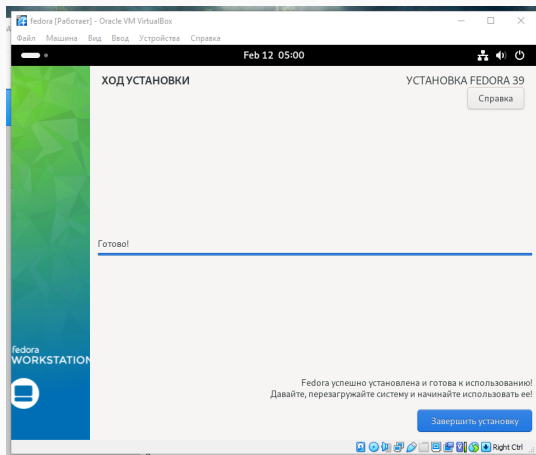 fedora [Работает] - Oracle VM VirtualBox
Файл Машина Вид Ввод Устройства Справка
Feb 12 05:00
ХОД УСТАНОВКИ
УСТАНОВКА FEDORA 39
Справка
Готово!
fedora
WORKSTATION
Fedora успешно установлена и готова к использованию!
Давайте, перезагружайте систему и начинайте использовать ее!
Завершить установку
Right Ctrl